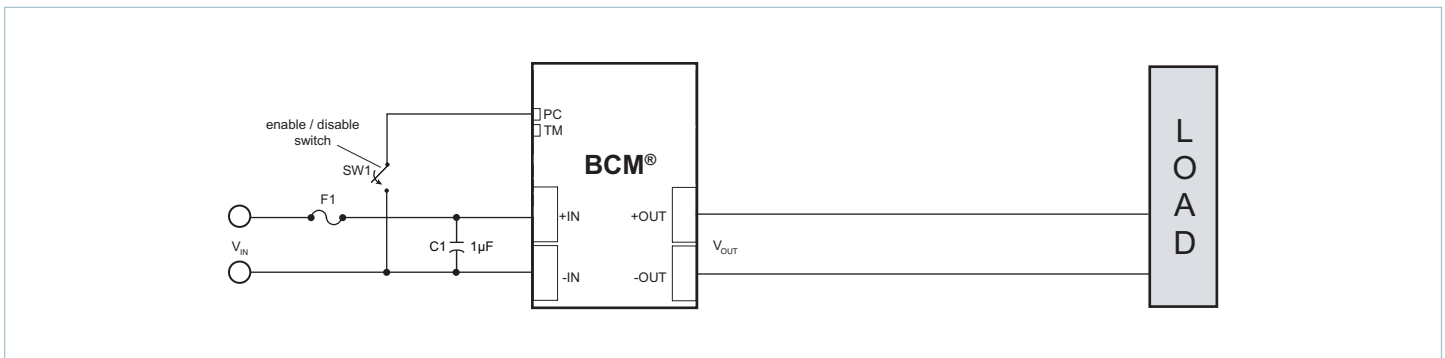 enable / disable
switch
SW1
F1
V_IN
C1
1µF
PC
TM
BCM®
+IN
-IN
+OUT
-OUT
V_OUT
L
O
A
D